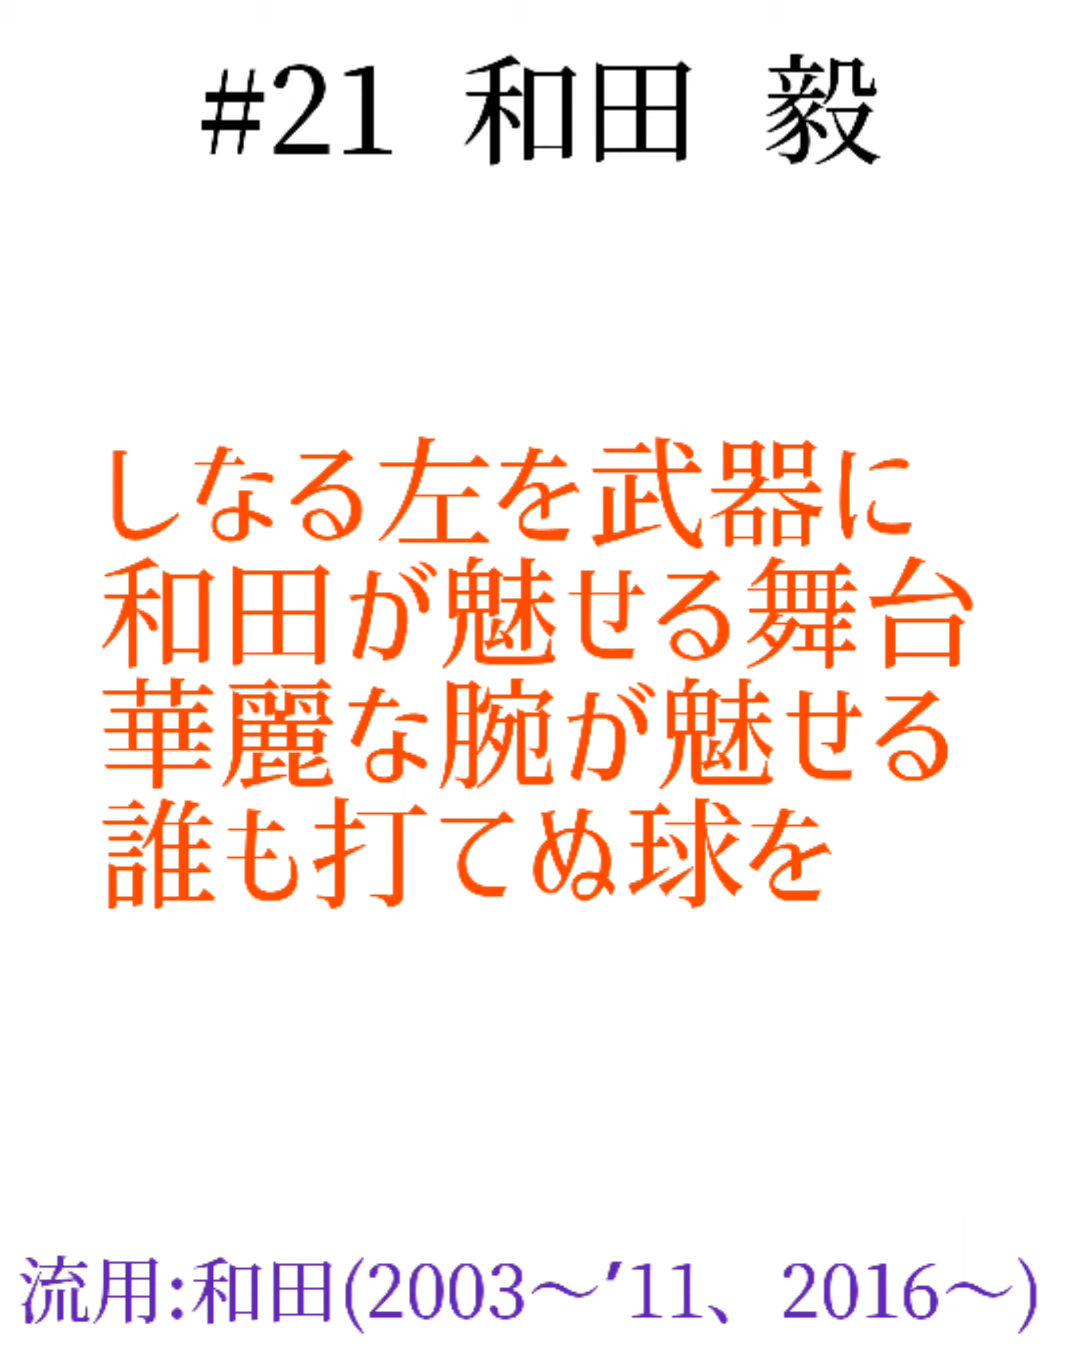 #21 和田 毅
しなる左を武器に
和田が魅せる舞台
華麗な腕が魅せる
誰も打てぬ球を
流用:和田(2003〜′11、2016〜)